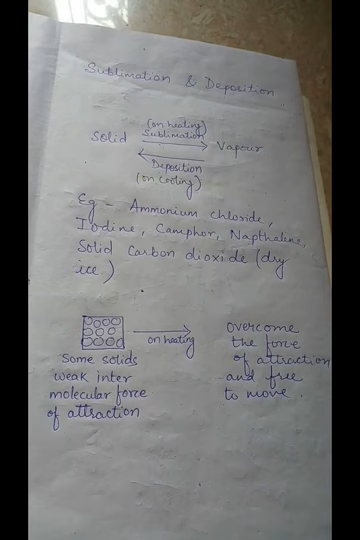 Sublimation & Deposition
(on heating)
Solid Sublimation Vapour
Deposition
(on cooling)
Eg - Ammonium chloride,
Iodine, Camphor, Napthaline,
Solid Carbon dioxide (dry
ice)
on heating
Some solids
weak inter
molecular force
of attraction
overcome
the force
of attraction
and free
to move.